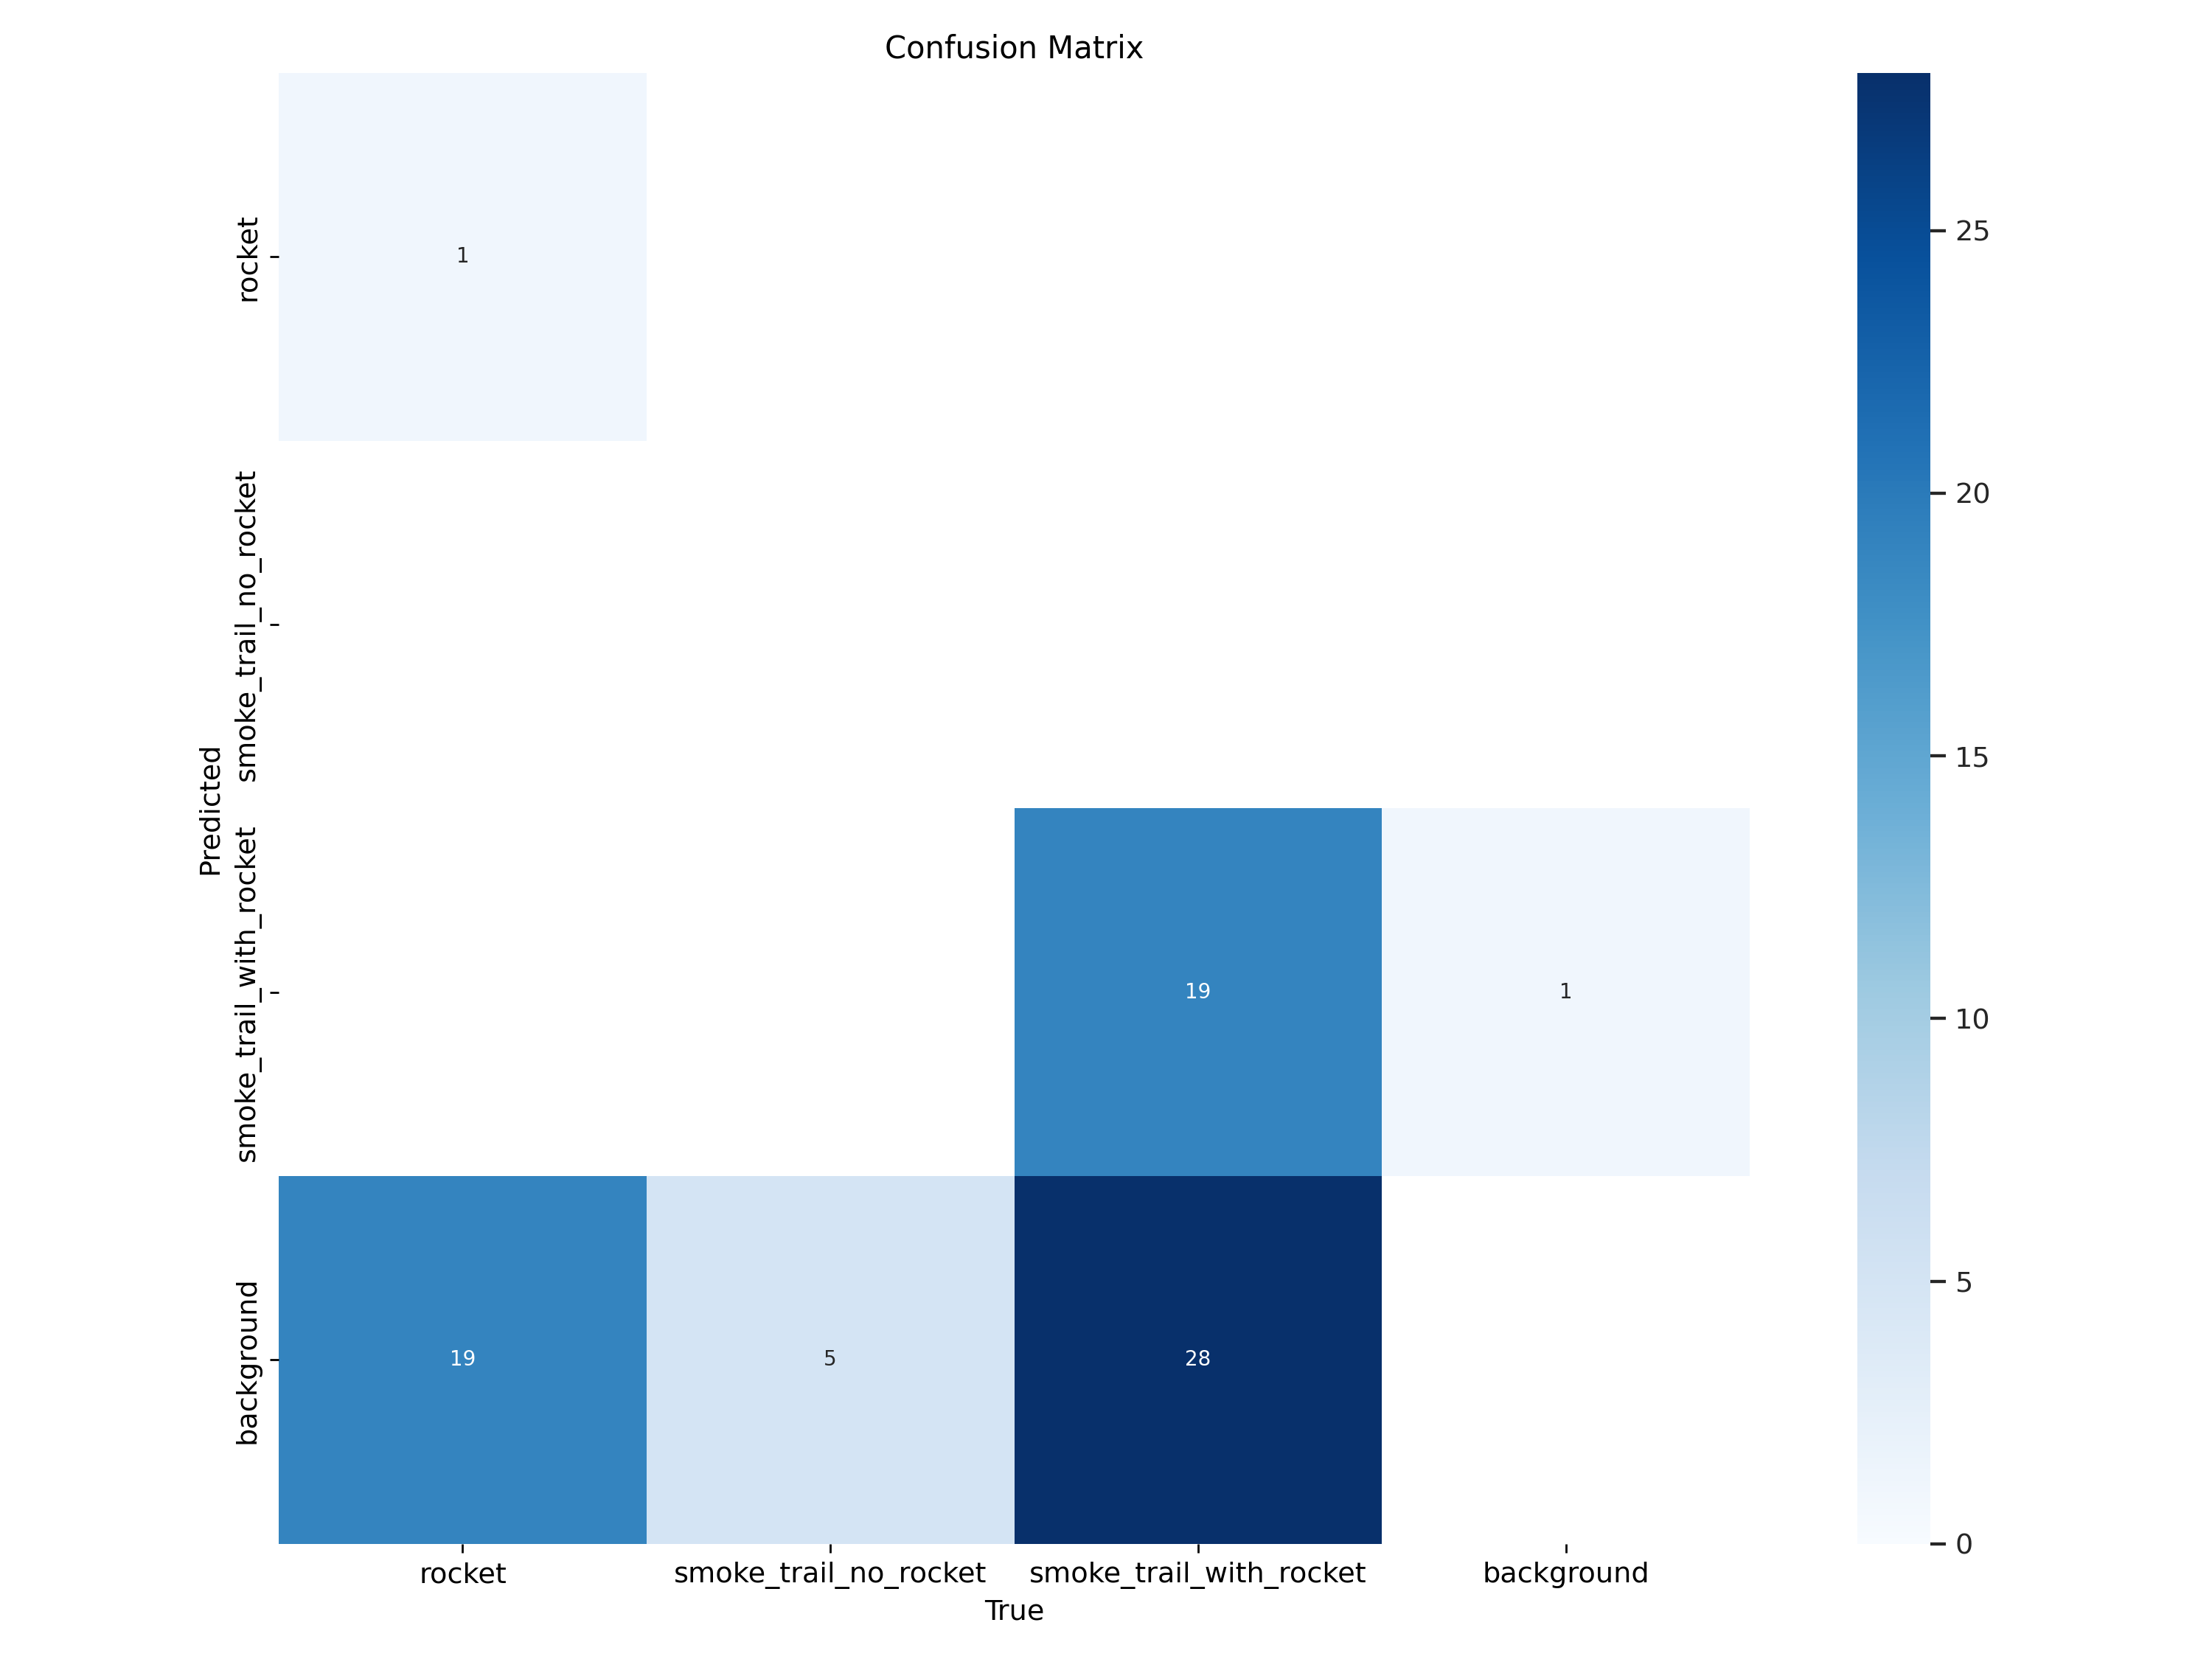 Confusion Matrix
rocket
smoke_trail_no_rocket
smoke_trail_with_rocket
background
Predicted
1
19
1
19
5
28
rocket
smoke_trail_no_rocket
smoke_trail_with_rocket
background
True
25
20
15
10
5
0